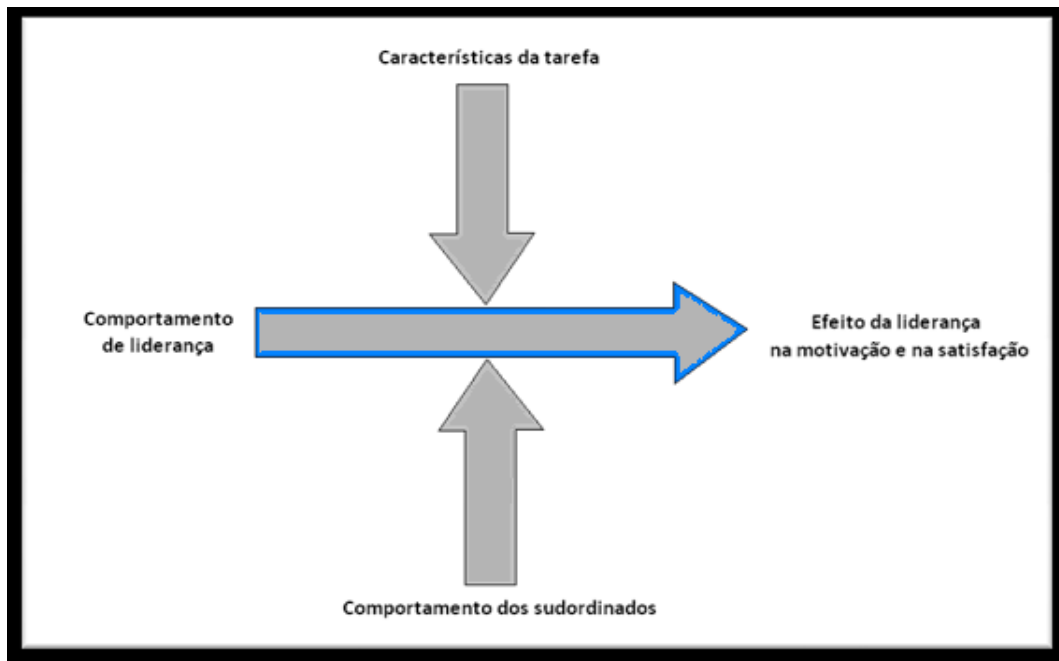 Características da tarefa
Comportamento
de liderança
Efeito da liderança
na motivação e na satisfação
Comportamento dos sudordinados